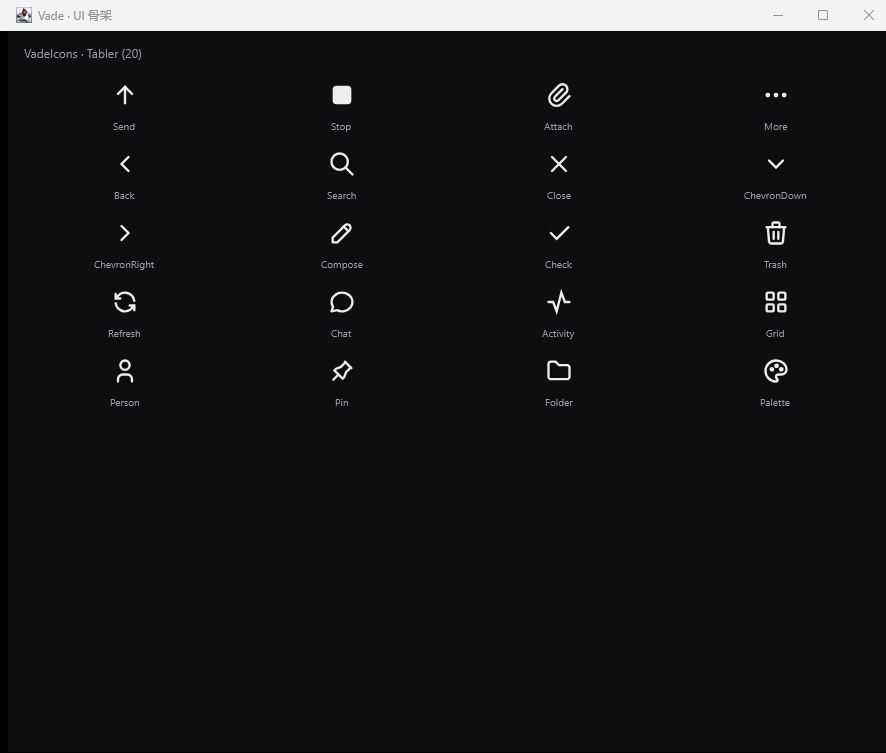 Vade · UI 骨架
VadeIcons · Tabler (20)
Send Stop Attach More
Back Search Close ChevronDown
ChevronRight Compose Check Trash
Refresh Chat Activity Grid
Person Pin Folder Palette